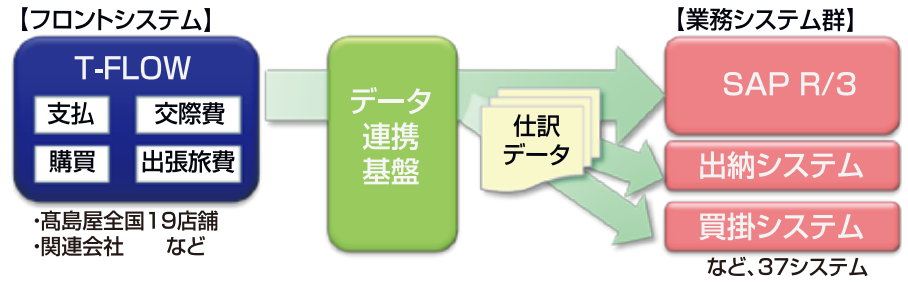 【フロントシステム】
T-FLOW
支払
交際費
購買
出張旅費
・髙島屋全国19店舗
・関連会社　　など
データ
連携
基盤
仕訳
データ
【業務システム群】
SAP R/3
出納システム
買掛システム
など、37システム